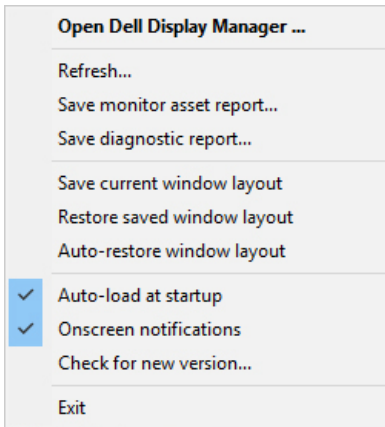 Open Dell Display Manager ...
Refresh...
Save monitor asset report...
Save diagnostic report...
Save current window layout
Restore saved window layout
Auto-restore window layout
Auto-load at startup
Onscreen notifications
Check for new version...
Exit